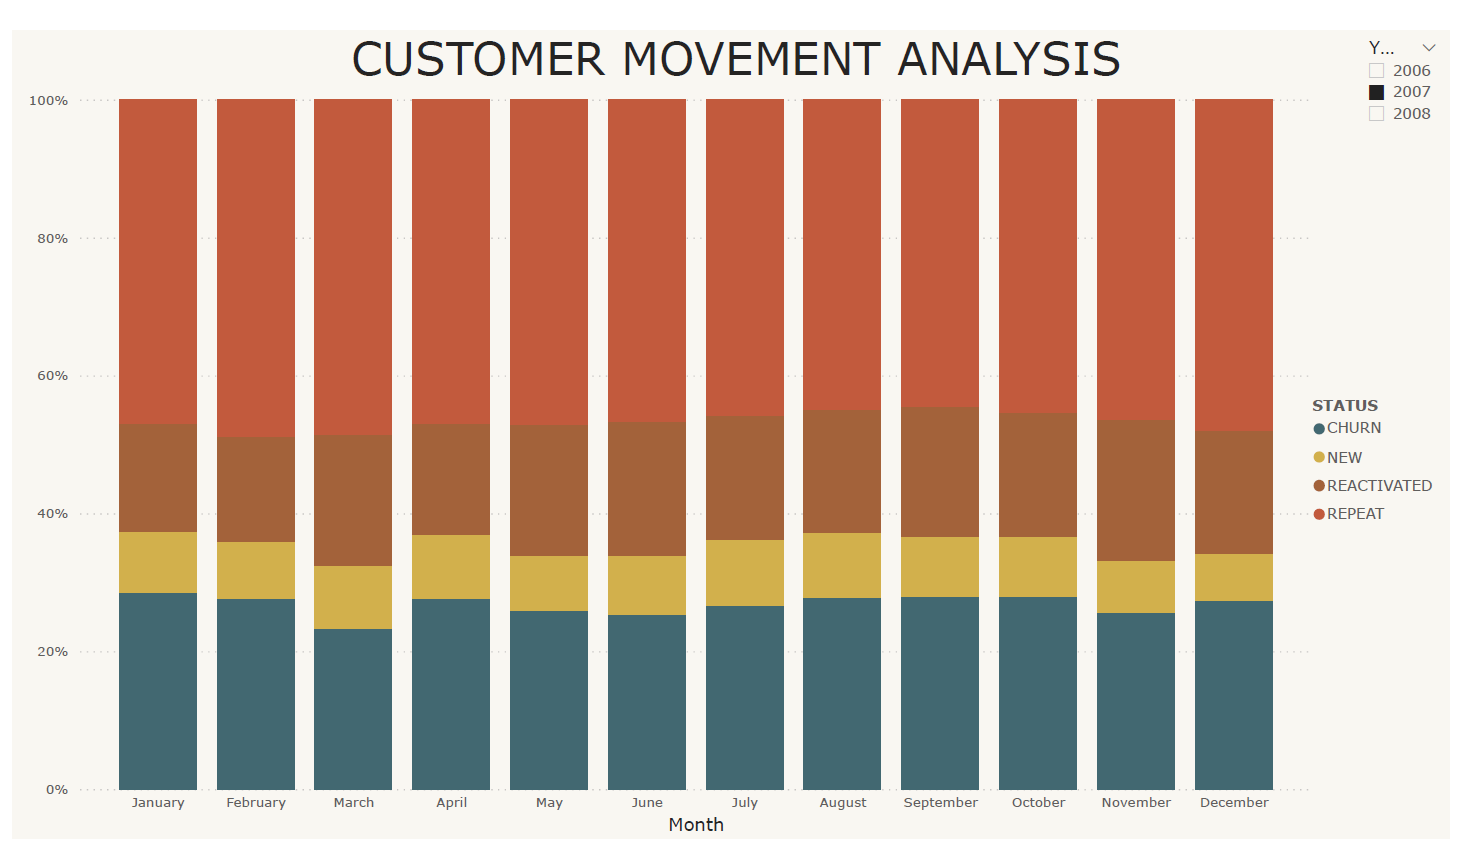 CUSTOMER MOVEMENT ANALYSIS
Y...
2006
2007
2008
100%
80%
60%
40%
20%
0%
STATUS
CHURN
NEW
REACTIVATED
REPEAT
January February March April May June July August September October November December
Month